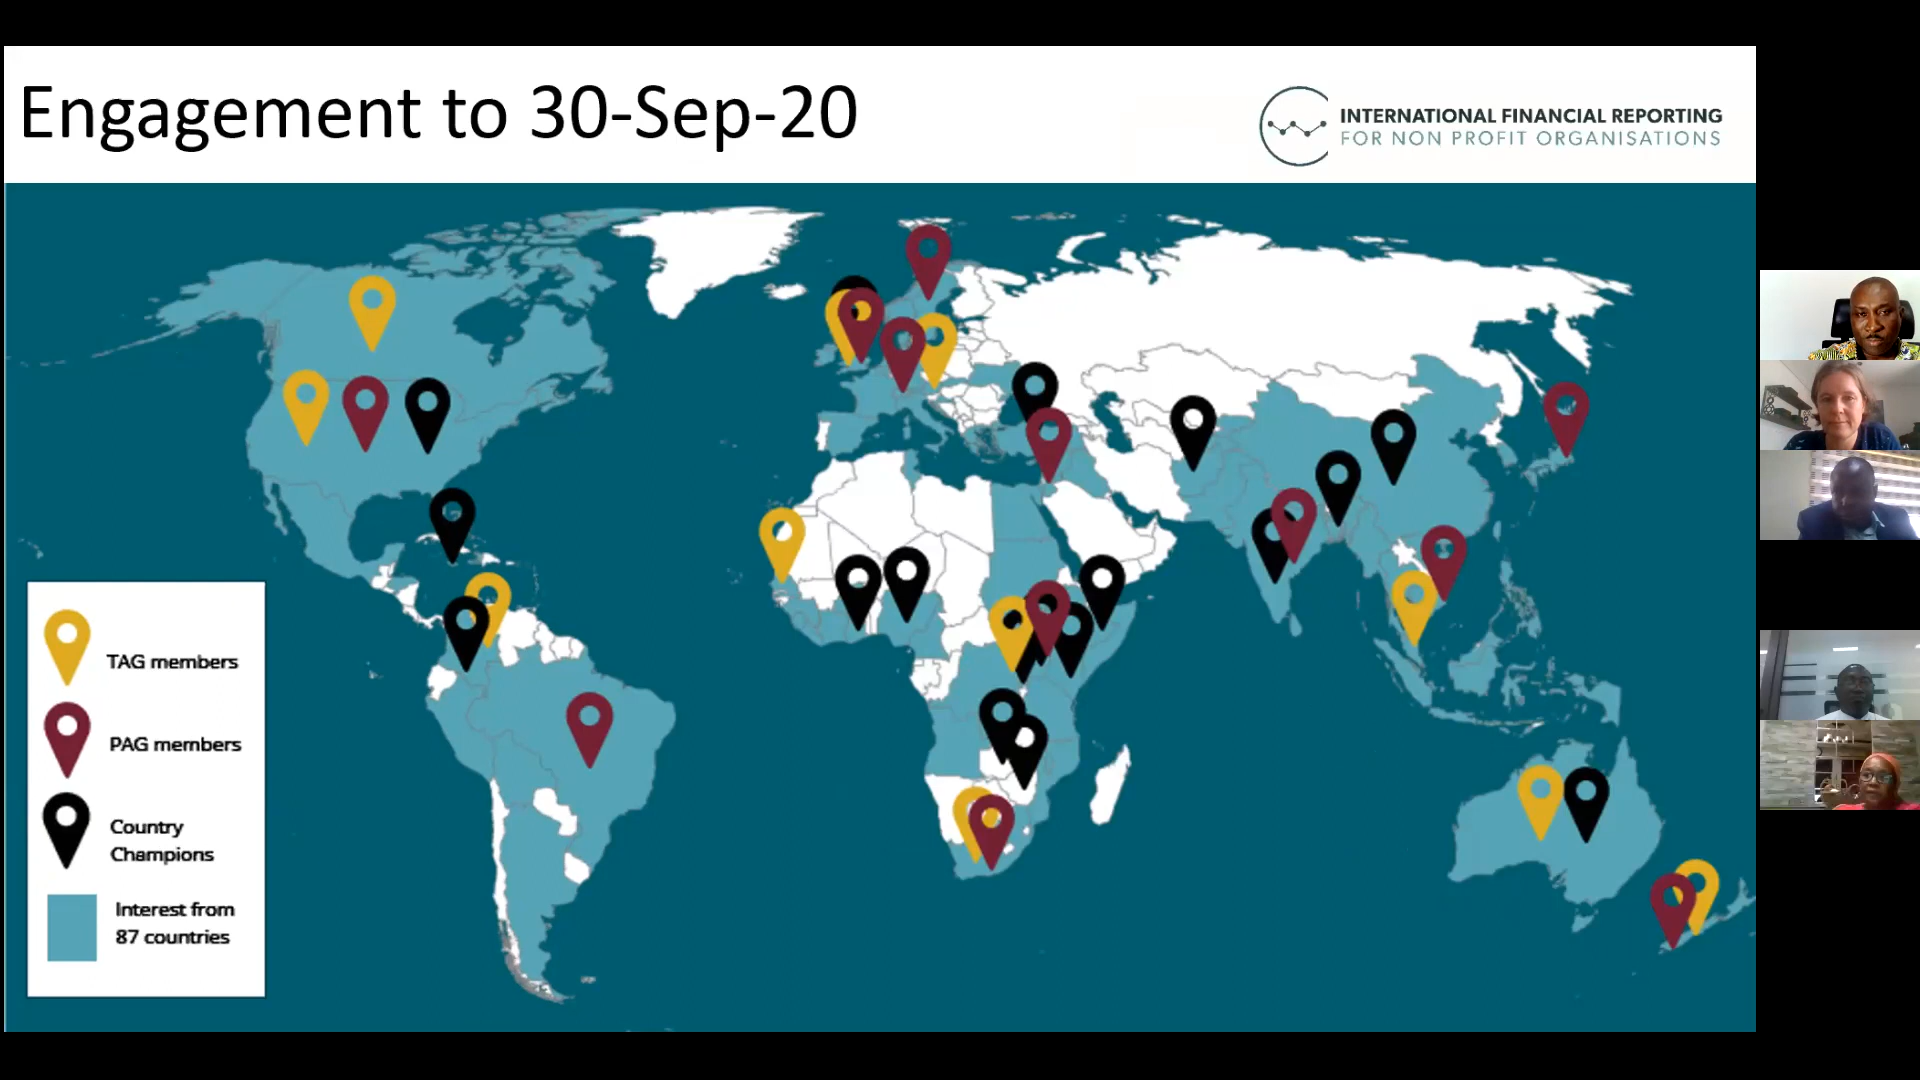 Engagement to 30-Sep-20
INTERNATIONAL FINANCIAL REPORTING
FOR NON PROFIT ORGANISATIONS
TAG members
PAG members
Country
Champions
Interest from
87 countries